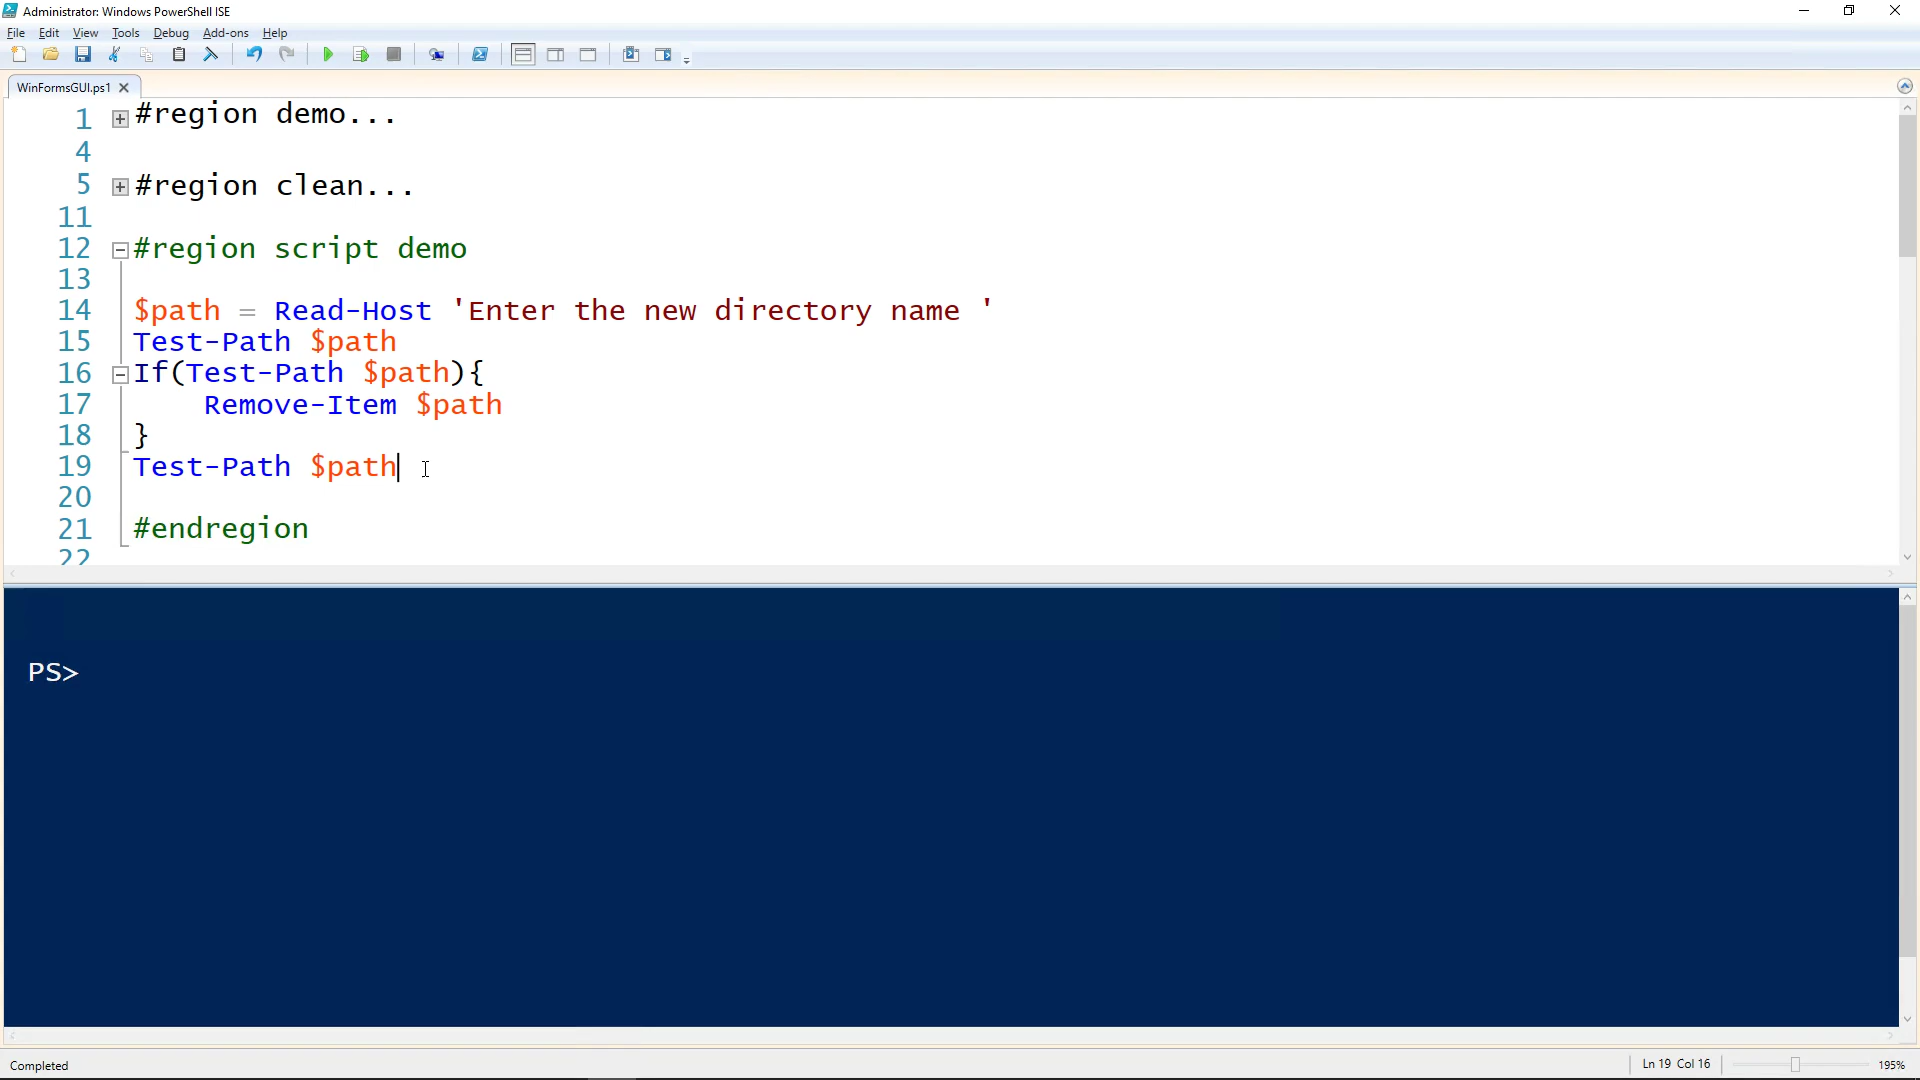 Administrator: Windows PowerShell ISE
File Edit View Tools Debug Add-ons Help
WinFormsGUI.ps1
1 #region demo...
4
5 #region clean...
11
12 #region script demo
13
14 $path = Read-Host 'Enter the new directory name '
15 Test-Path $path
16 If(Test-Path $path){
17 Remove-Item $path
18 }
19 Test-Path $path
20
21 #endregion
22
PS>
Completed
Ln 19 Col 16
195%